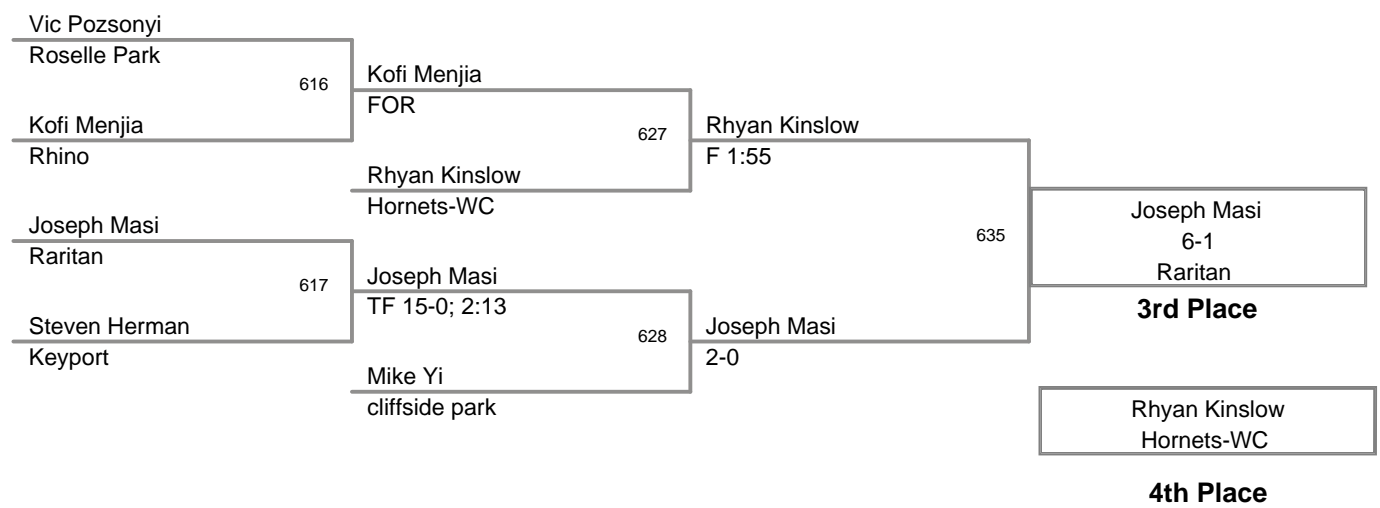 Vic Pozsonyi
Roselle Park
616
Kofi Menjia
Rhino
Kofi Menjia
FOR
627
Rhyan Kinslow
Hornets-WC
Rhyan Kinslow
F 1:55
Joseph Masi
Raritan
617
Steven Herman
Keyport
Joseph Masi
TF 15-0; 2:13
628
Mike Yi
cliffside park
Joseph Masi
2-0
635
Joseph Masi
6-1
Raritan
3rd Place
Rhyan Kinslow
Hornets-WC
4th Place